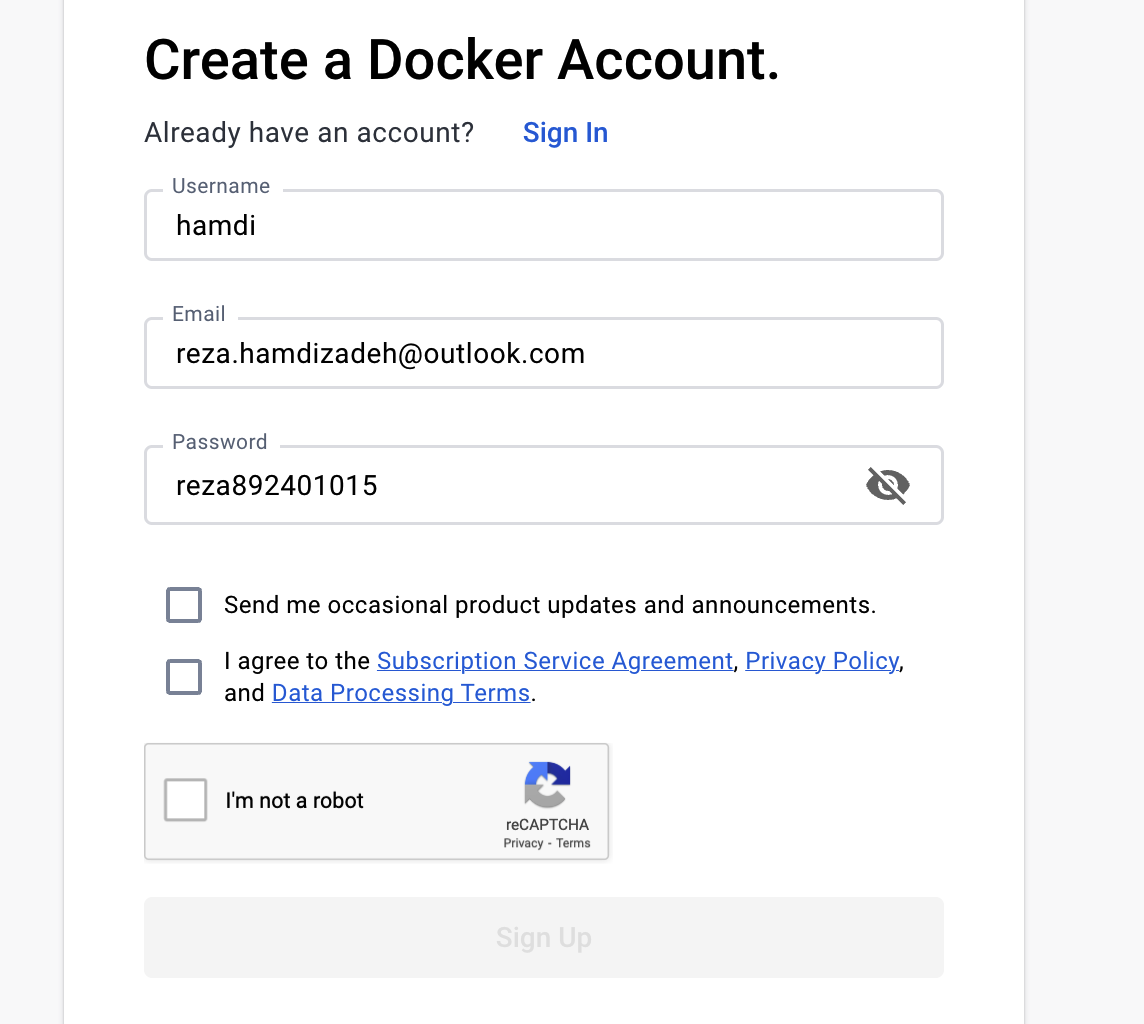 Create a Docker Account.
Already have an account? Sign In
Username
hamdi
Email
reza.hamdizadeh@outlook.com
Password
reza892401015
Send me occasional product updates and announcements.
I agree to the Subscription Service Agreement, Privacy Policy,
and Data Processing Terms.
I'm not a robot
reCAPTCHA
Privacy - Terms
Sign Up